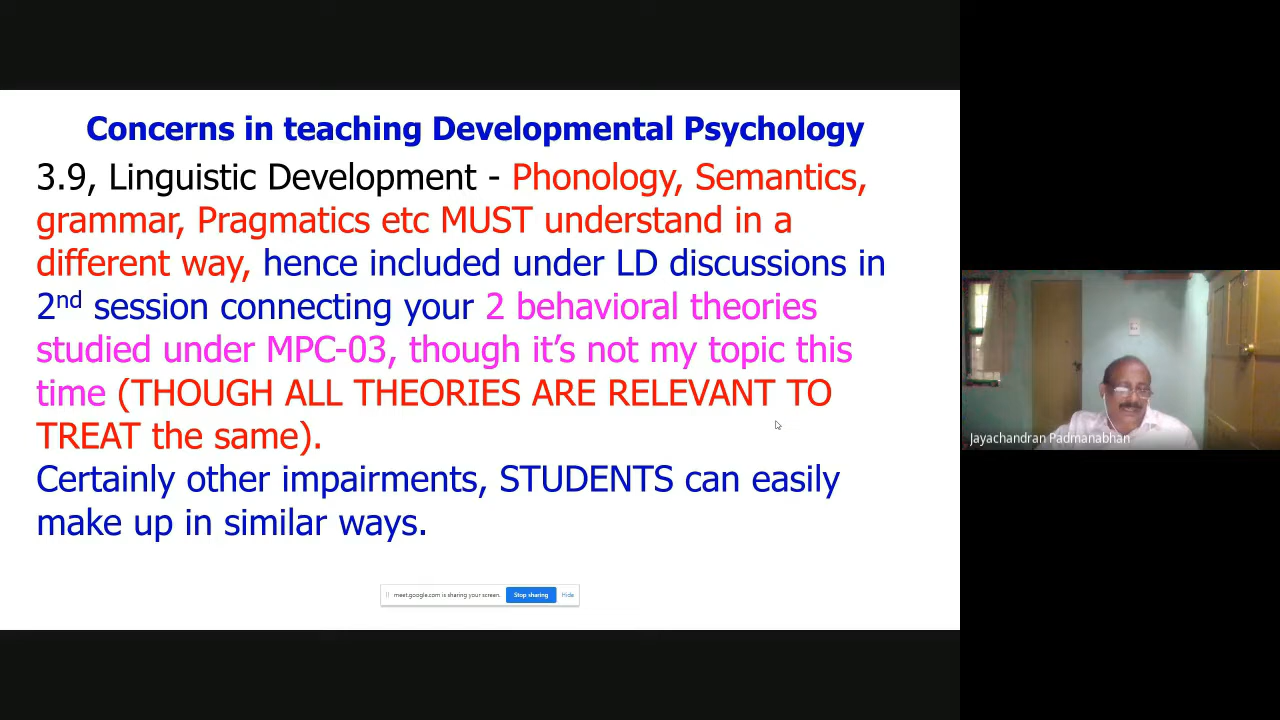 Concerns in teaching Developmental Psychology
3.9, Linguistic Development - Phonology, Semantics,
grammar, Pragmatics etc MUST understand in a
different way, hence included under LD discussions in
2nd session connecting your 2 behavioral theories
studied under MPC-03, though it’s not my topic this
time (THOUGH ALL THEORIES ARE RELEVANT TO
TREAT the same).
Certainly other impairments, STUDENTS can easily
make up in similar ways.
meet.google.com is sharing your screen.
Stop sharing
Hide
Jayachandran Padmanabhan